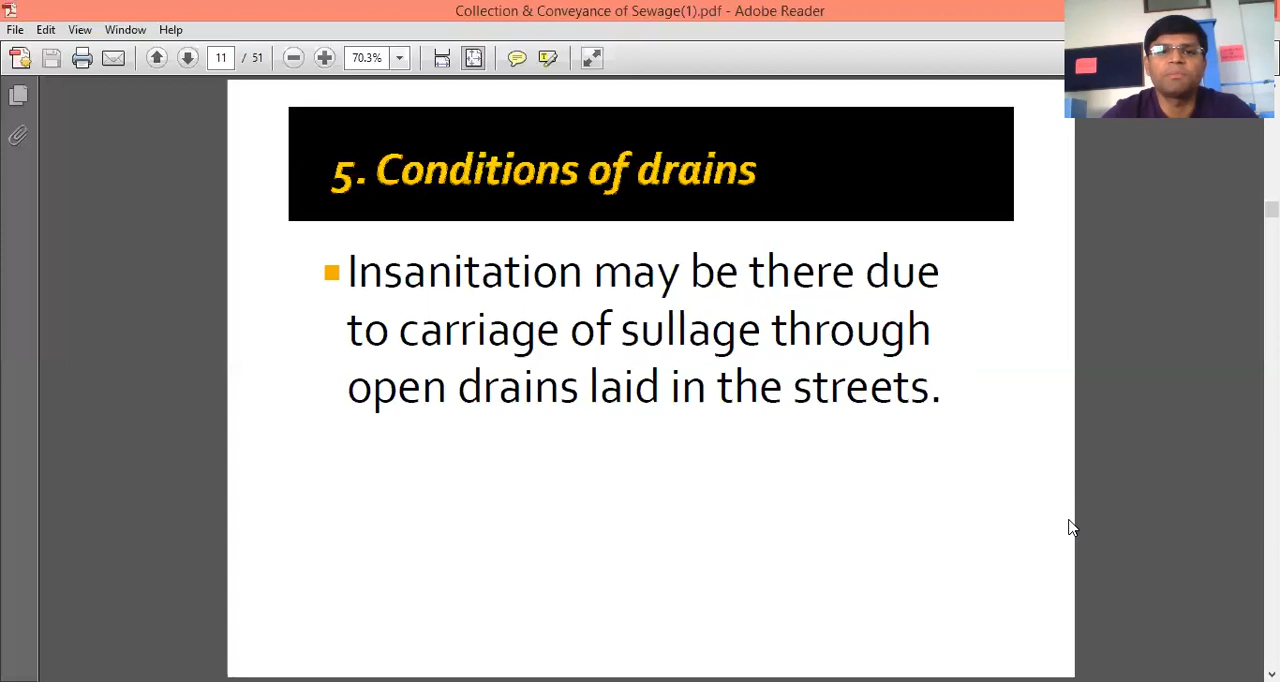 Collection & Conveyance of Sewage(1).pdf - Adobe Reader
File Edit View Window Help
11 / 51 70.3%
5. Conditions of drains
Insanitation may be there due
to carriage of sullage through
open drains laid in the streets.